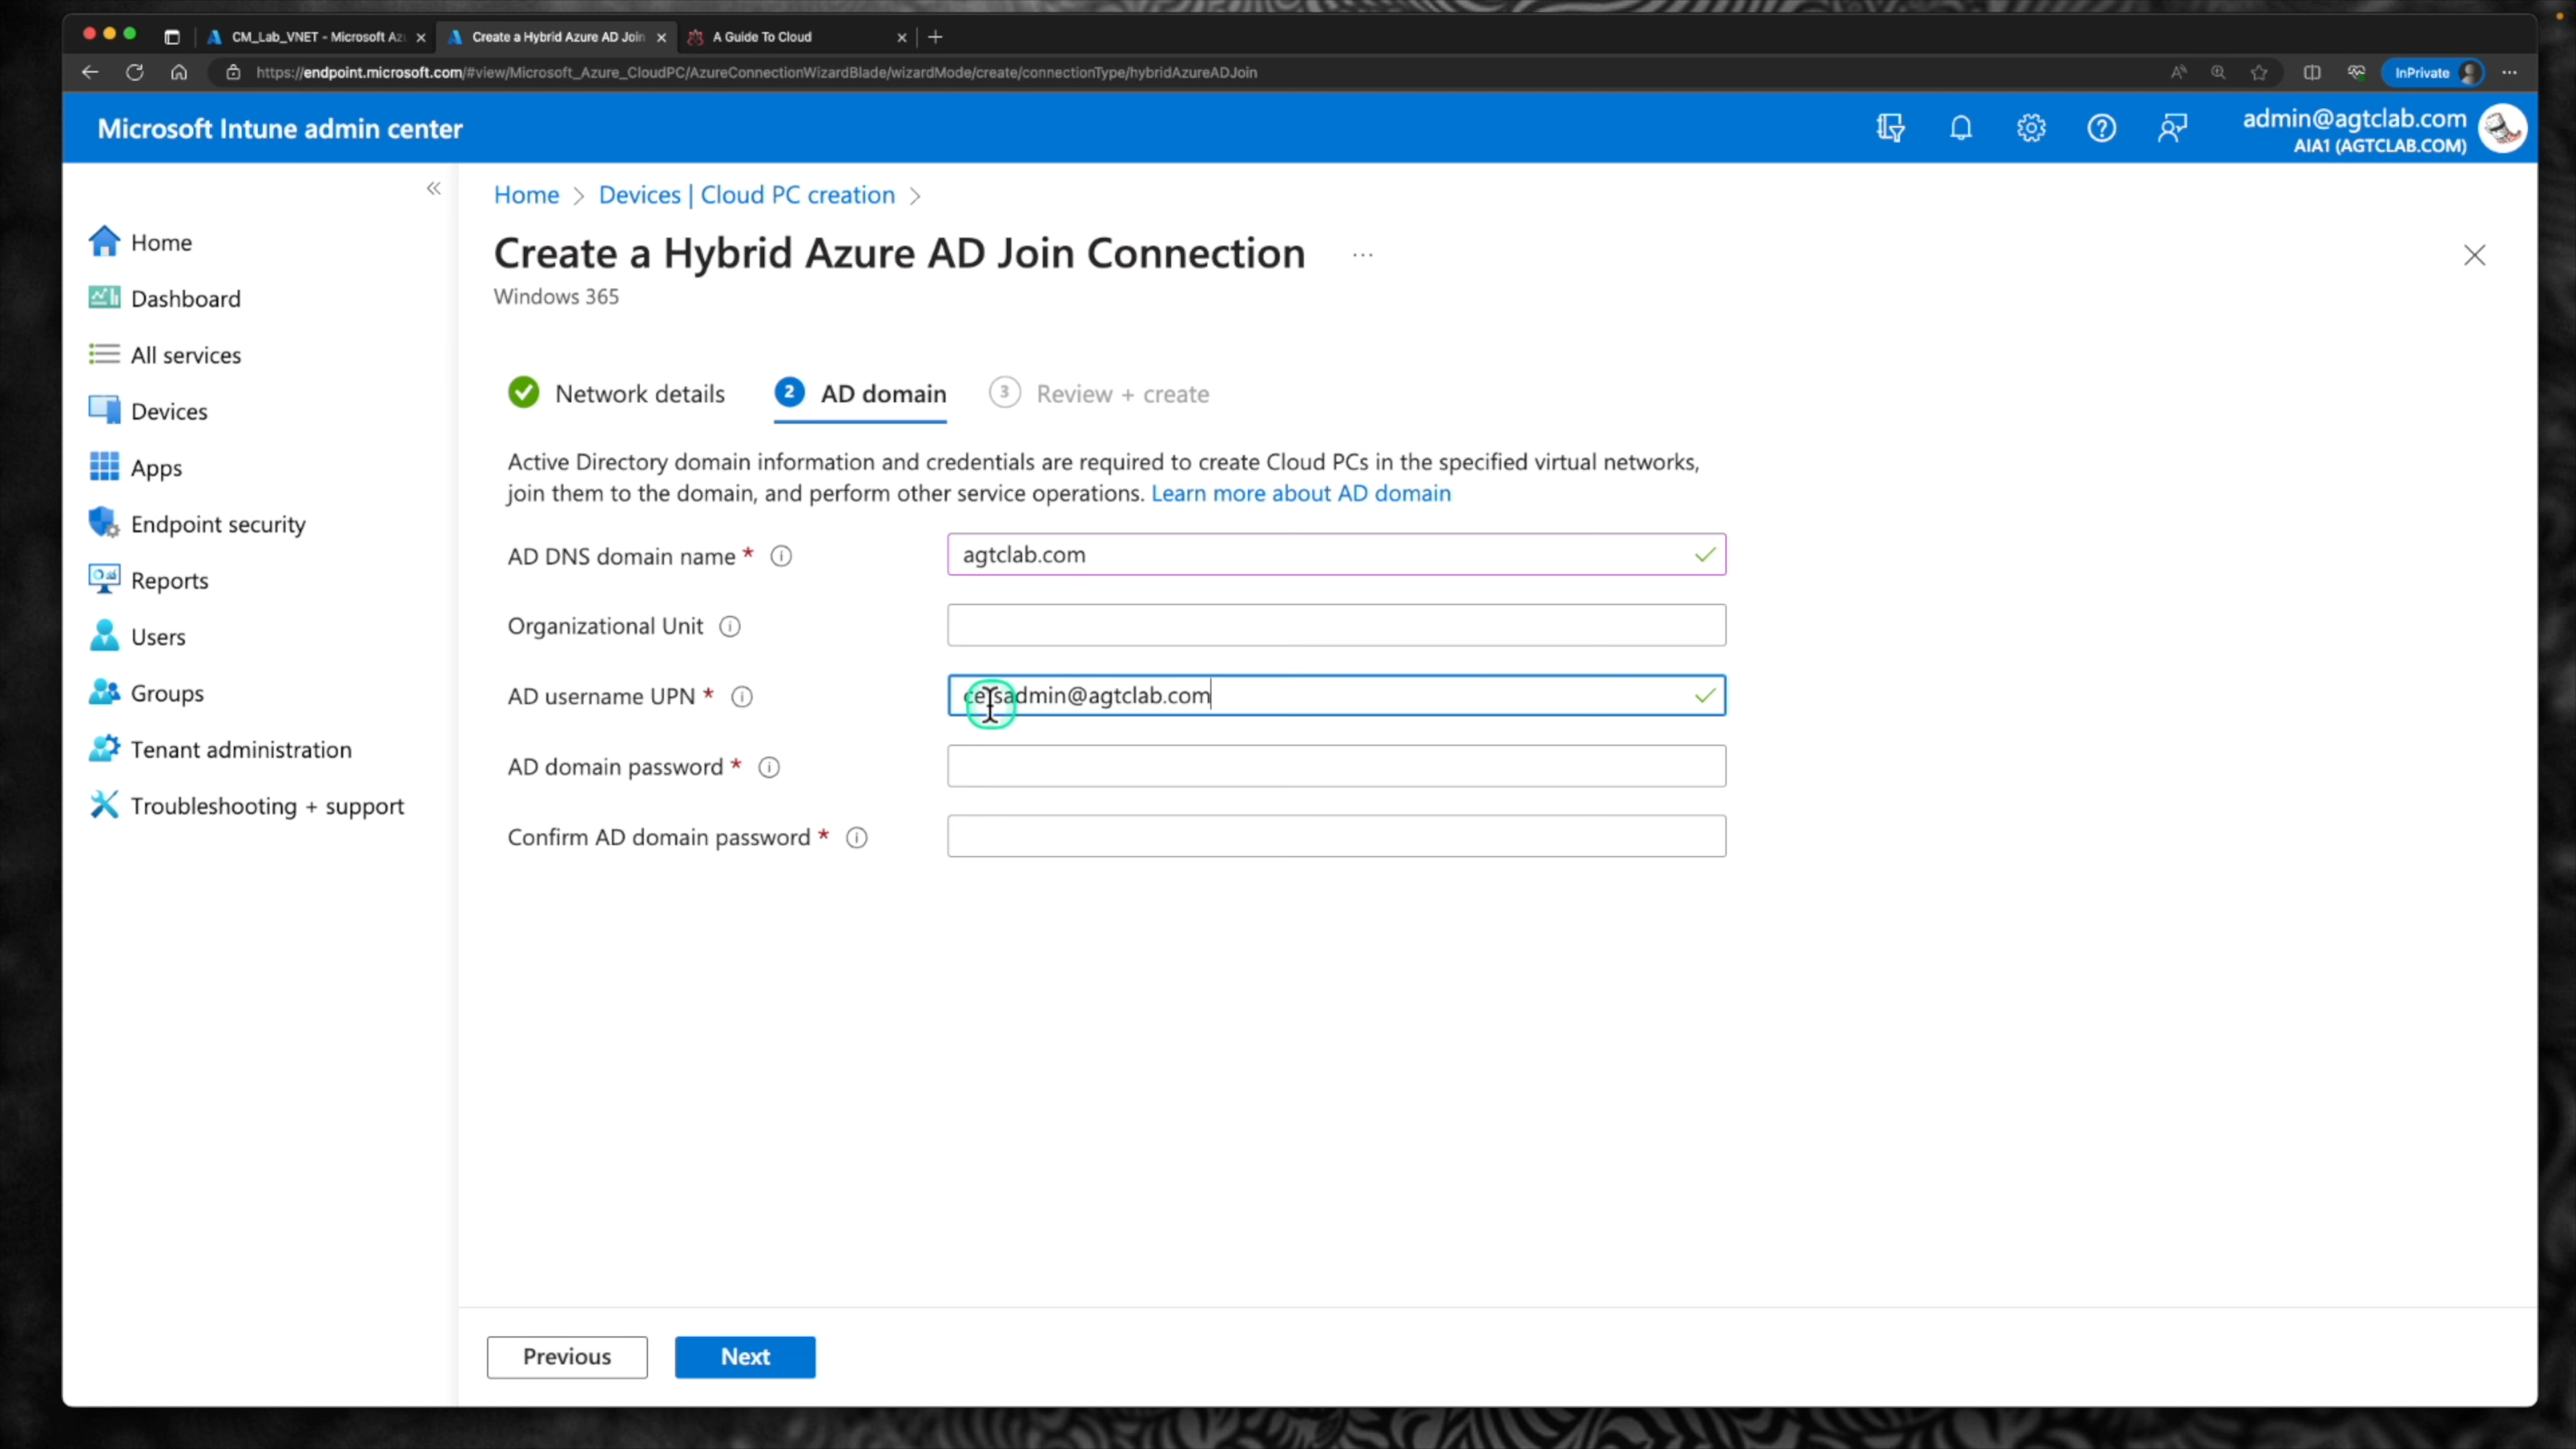 CM_Lab_VNET - Microsoft Az
Create a Hybrid Azure AD Join
A Guide To Cloud
https://endpoint.microsoft.com/#view/Microsoft_Azure_CloudPC/AzureConnectionWizardBlade/wizardMode/create/connectionType/hybridAzureADJoin
InPrivate
Microsoft Intune admin center
admin@agtclab.com
AIA1 (AGTCLAB.COM)
Home
Dashboard
All services
Devices
Apps
Endpoint security
Reports
Users
Groups
Tenant administration
Troubleshooting + support
Home > Devices | Cloud PC creation >
Create a Hybrid Azure AD Join Connection ...
Windows 365
Network details
2 AD domain
3 Review + create
Active Directory domain information and credentials are required to create Cloud PCs in the specified virtual networks,
join them to the domain, and perform other service operations. Learn more about AD domain
AD DNS domain name *
agtclab.com
Organizational Unit
AD username UPN *
AD domain password *
Confirm AD domain password *
Previous
Next